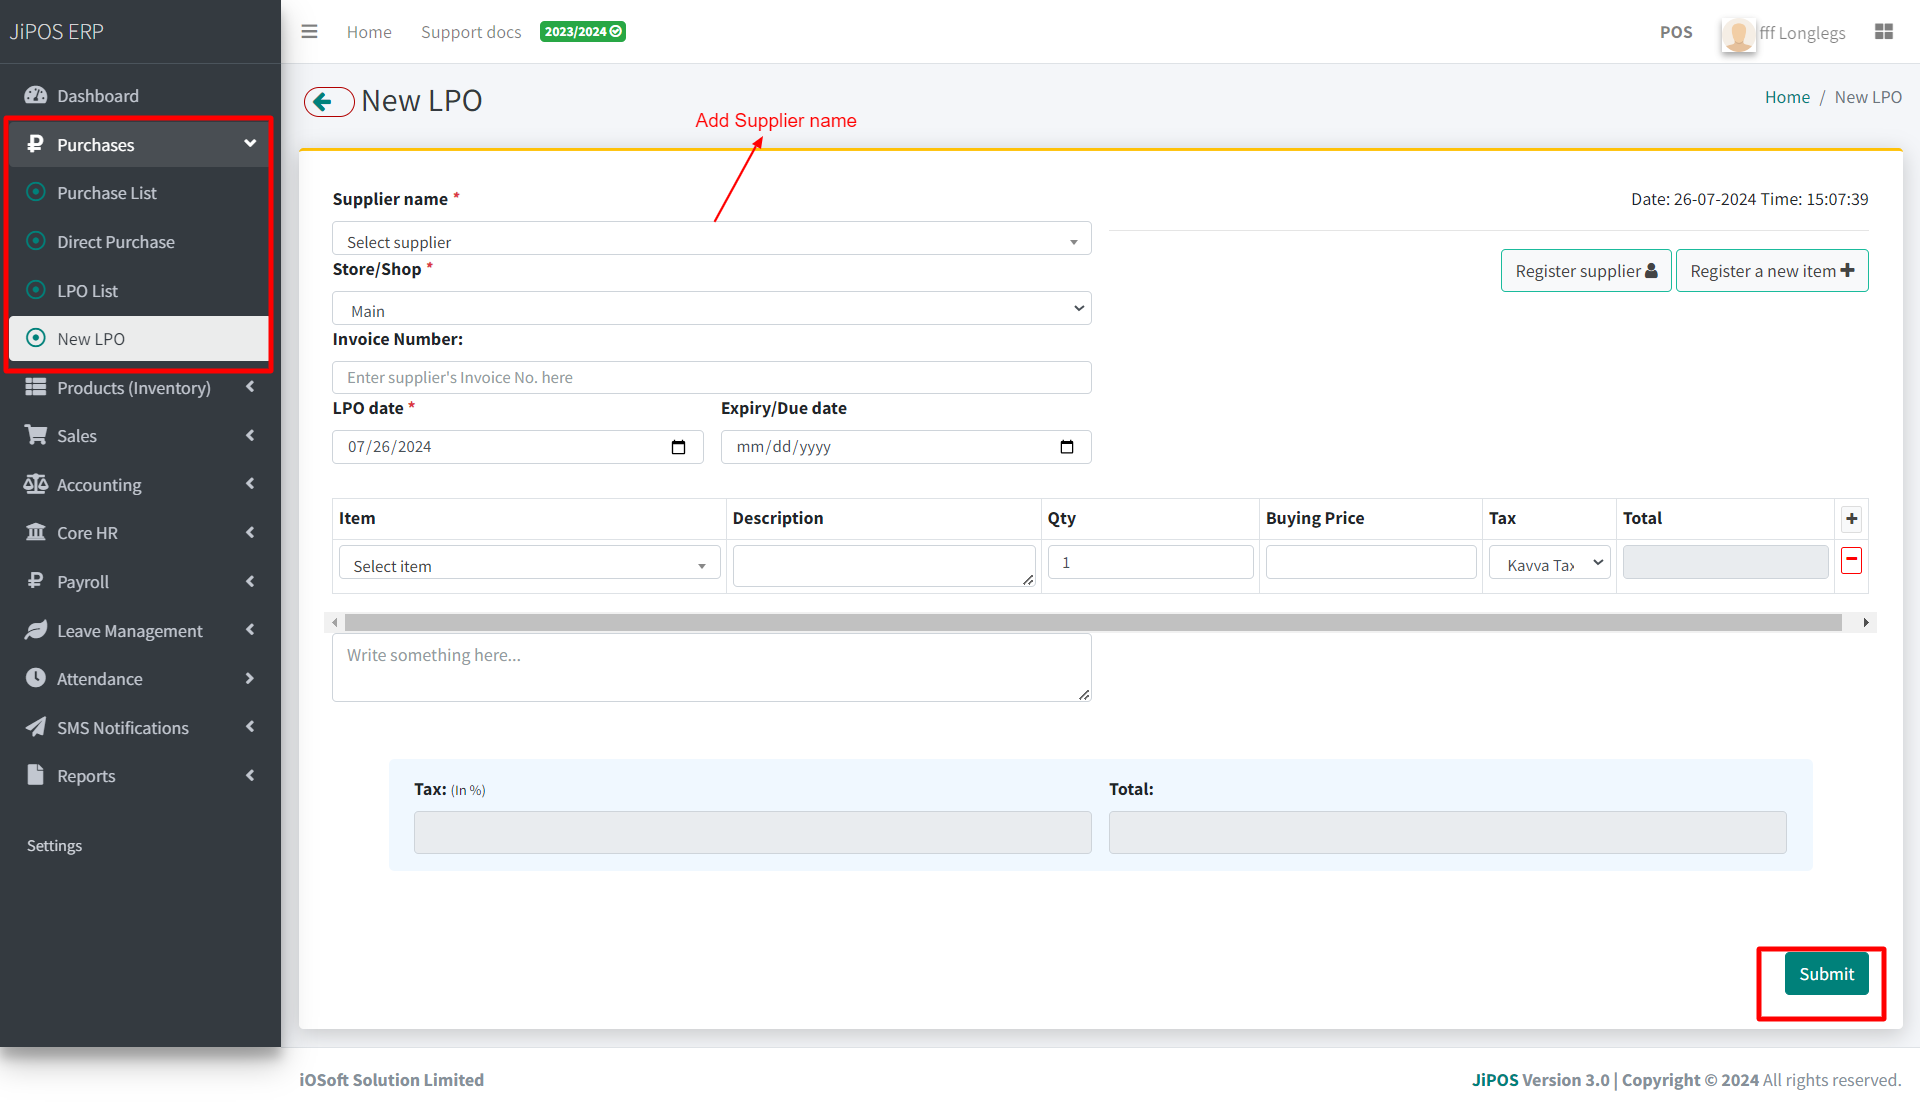 JiPOS ERP
Home
Support docs
2023/2024
POS
fff Longlegs
Dashboard
Purchases
Purchase List
Direct Purchase
LPO List
New LPO
Products (Inventory)
Sales
Accounting
Core HR
Payroll
Leave Management
Attendance
SMS Notifications
Reports
Settings
New LPO
Home / New LPO
Add Supplier name
Supplier name *
Date: 26-07-2024 Time: 15:07:39
Select supplier
Register supplier
Register a new item
Store/Shop *
Main
Invoice Number:
Enter supplier's Invoice No. here
LPO date *
Expiry/Due date
07/26/2024
mm/dd/yyyy
Item
Description
Qty
Buying Price
Tax
Total
Select item
1
Kavva Tax
Write something here...
Tax: (In %)
Total:
Submit
iOSoft Solution Limited
JiPOS Version 3.0 | Copyright © 2024 All rights reserved.